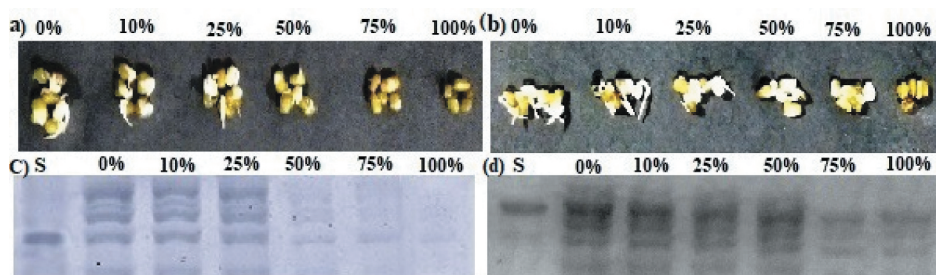 a) 0% 10% 25% 50% 75% 100%
(b) 0% 10% 25% 50% 75% 100%
C) S 0% 10% 25% 50% 75% 100%
(d) S 0% 10% 25% 50% 75% 100%